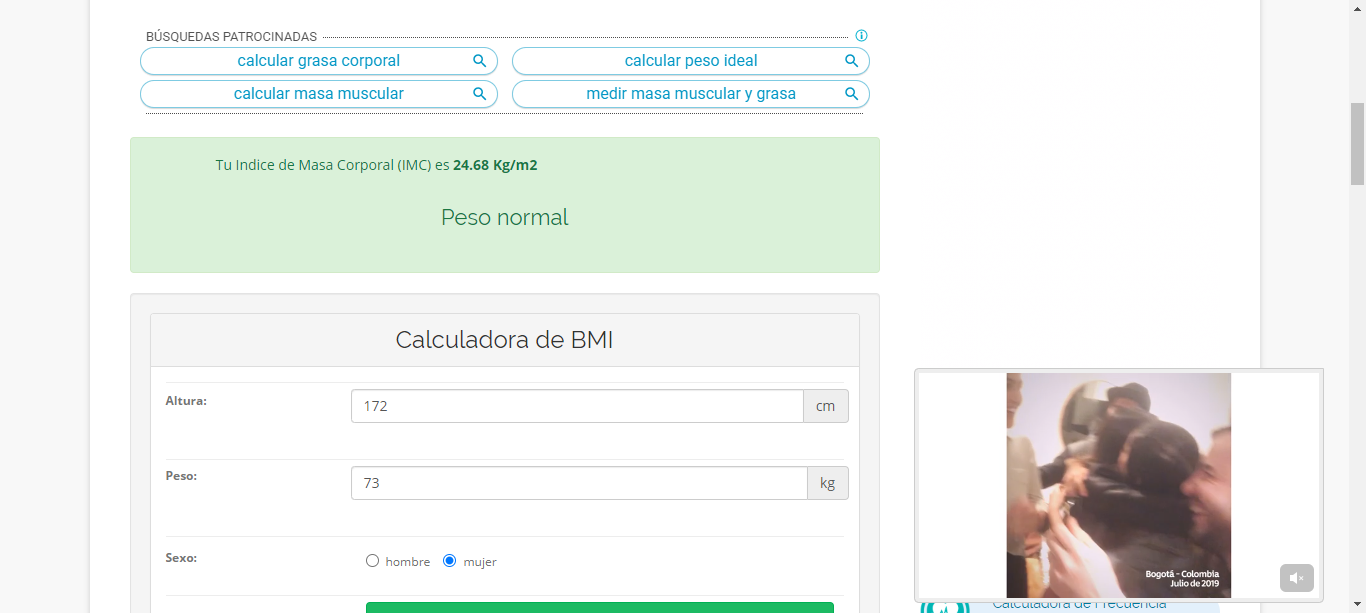 BÚSQUEDAS PATROCINADAS
calcular grasa corporal
calcular peso ideal
calcular masa muscular
medir masa muscular y grasa
Tu Indice de Masa Corporal (IMC) es 24.68 Kg/m2
Peso normal
Calculadora de BMI
Altura:
172
cm
Peso:
73
kg
Sexo:
hombre
mujer
Bogotá - Colombia
Julio de 2019
Calculadora de Frecuencia